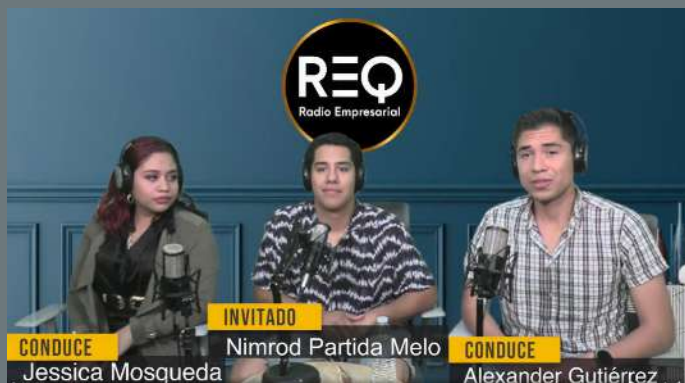 REQ
Radio Empresarial
INVITADO
Nimrod Partida Melo
CONDUCE
Jessica Mosqueda
CONDUCE
Alexander Gutiérrez